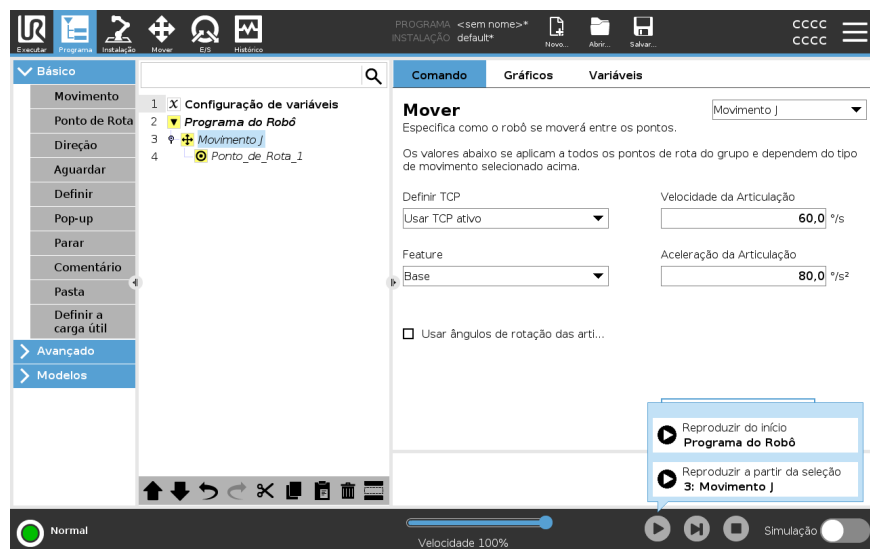 PROGRAMA <sem nome>*
INSTALAÇÃO default*
CCCC
CCCC
Executar Programa Instalação Mover E/S Histórico Novo... Abrir... Salvar...
Básico
Movimento
Ponto de Rota
Direção
Aguardar
Definir
Pop-up
Parar
Comentário
Pasta
Definir a
carga útil
Avançado
Modelos
1 X Configuração de variáveis
2 Programa do Robô
3 Movimento J
4 Ponto_de_Rota_1
Comando Gráficos Variáveis
Mover
Movimento J
Especifica como o robô se moverá entre os pontos.
Os valores abaixo se aplicam a todos os pontos de rota do grupo e dependem do tipo
de movimento selecionado acima.
Definir TCP Velocidade da Articulação
Usar TCP ativo 60,0 °/s
Feature Aceleração da Articulação
Base 80,0 °/s²
Usar ângulos de rotação das arti...
Reproduzir do início
Programa do Robô
Reproduzir a partir da seleção
3: Movimento J
Normal
Velocidade 100%
Simulação